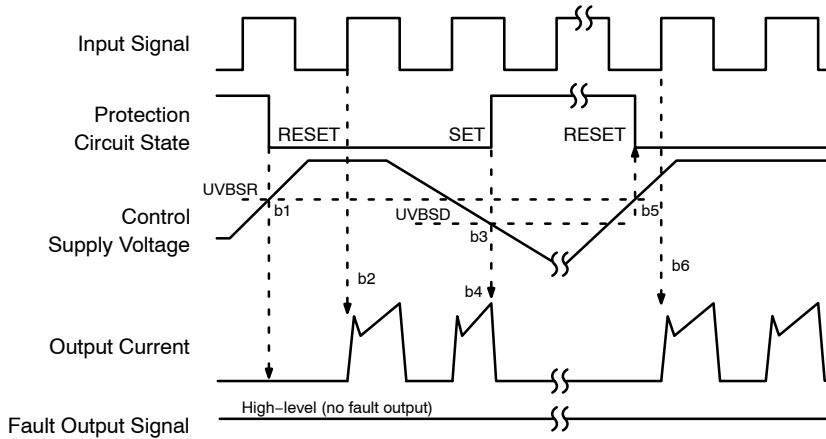 Input Signal
Protection
Circuit State
RESET
SET
RESET
UVBSR
b1
UVBSD
b3
b5
Control
Supply Voltage
b2
b4
b6
Output Current
High−level (no fault output)
Fault Output Signal